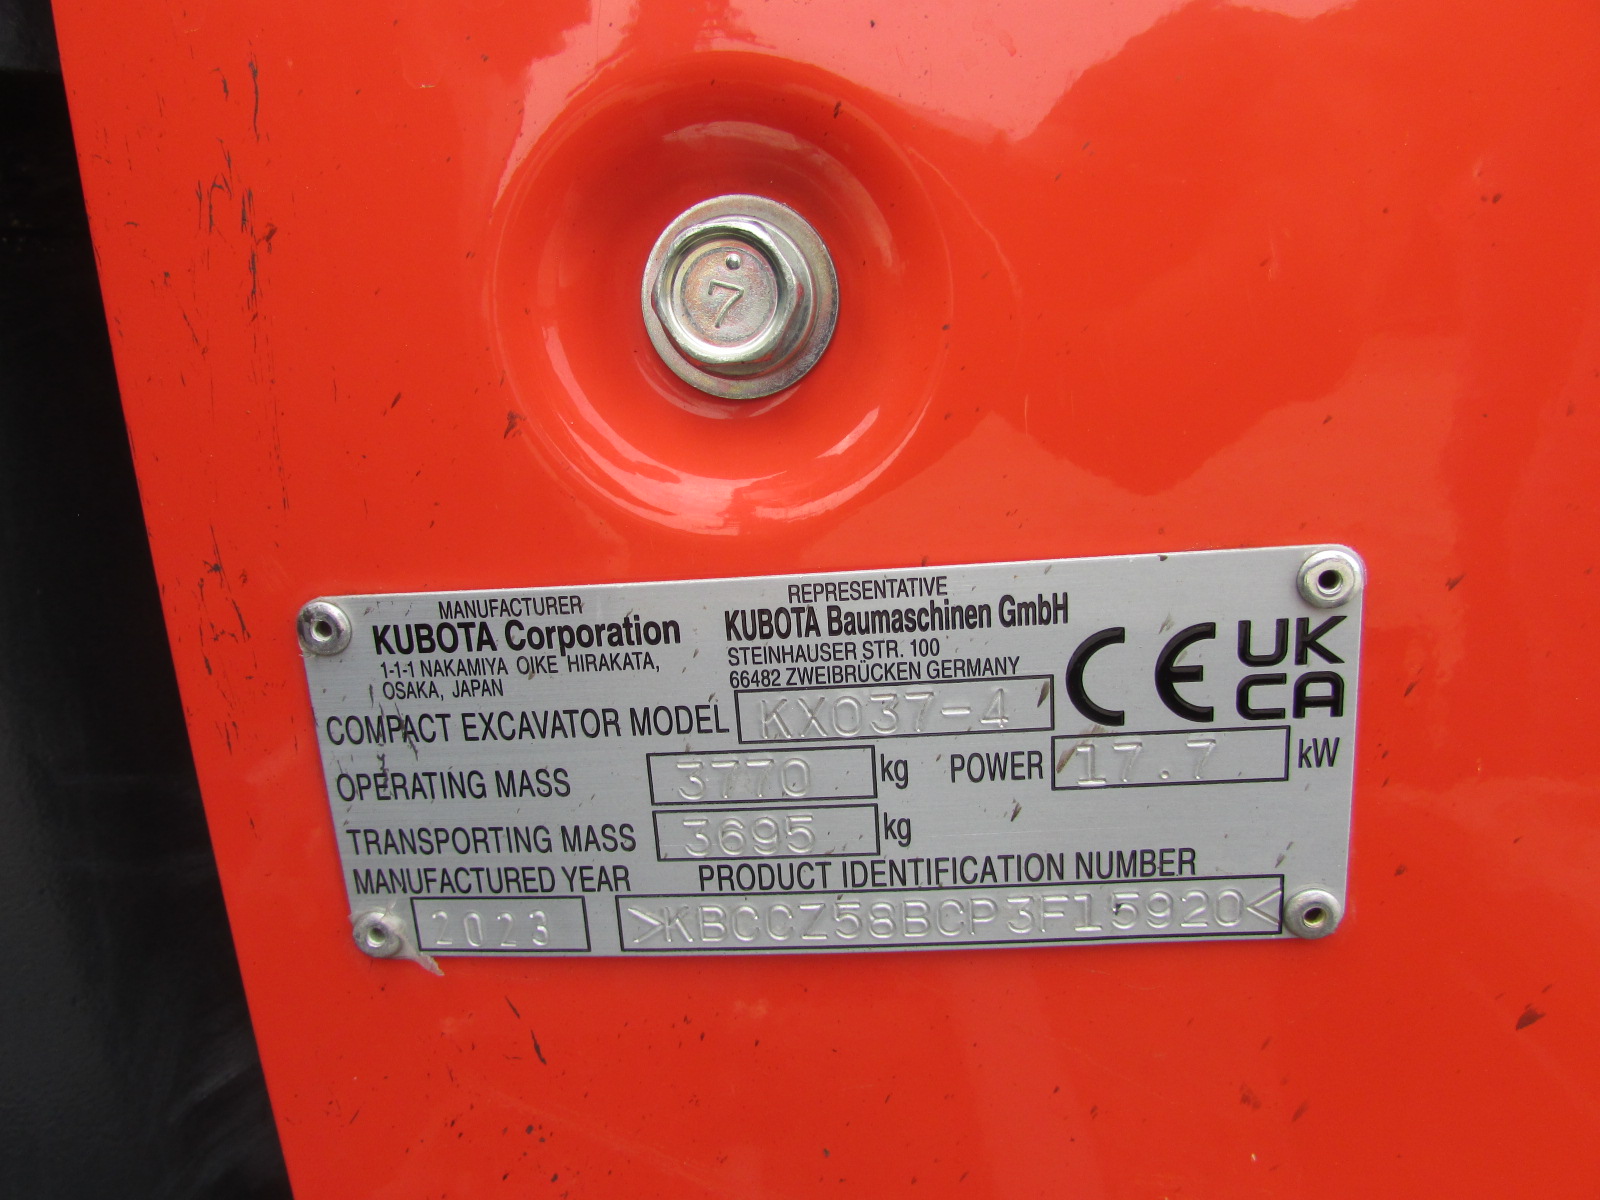 7
MANUFACTURER
KUBOTA Corporation
1-1-1 NAKAMIYA OIKE HIRAKATA,
OSAKA, JAPAN
REPRESENTATIVE
KUBOTA Baumaschinen GmbH
STEINHAUSER STR. 100
66482 ZWEIBRÜCKEN GERMANY
CE
UK
CA
COMPACT EXCAVATOR MODEL KX037-4
OPERATING MASS 3770 kg POWER 17.7 kW
TRANSPORTING MASS 3695 kg
MANUFACTURED YEAR PRODUCT IDENTIFICATION NUMBER
2023 >KBCCZ58BCP3F15920<